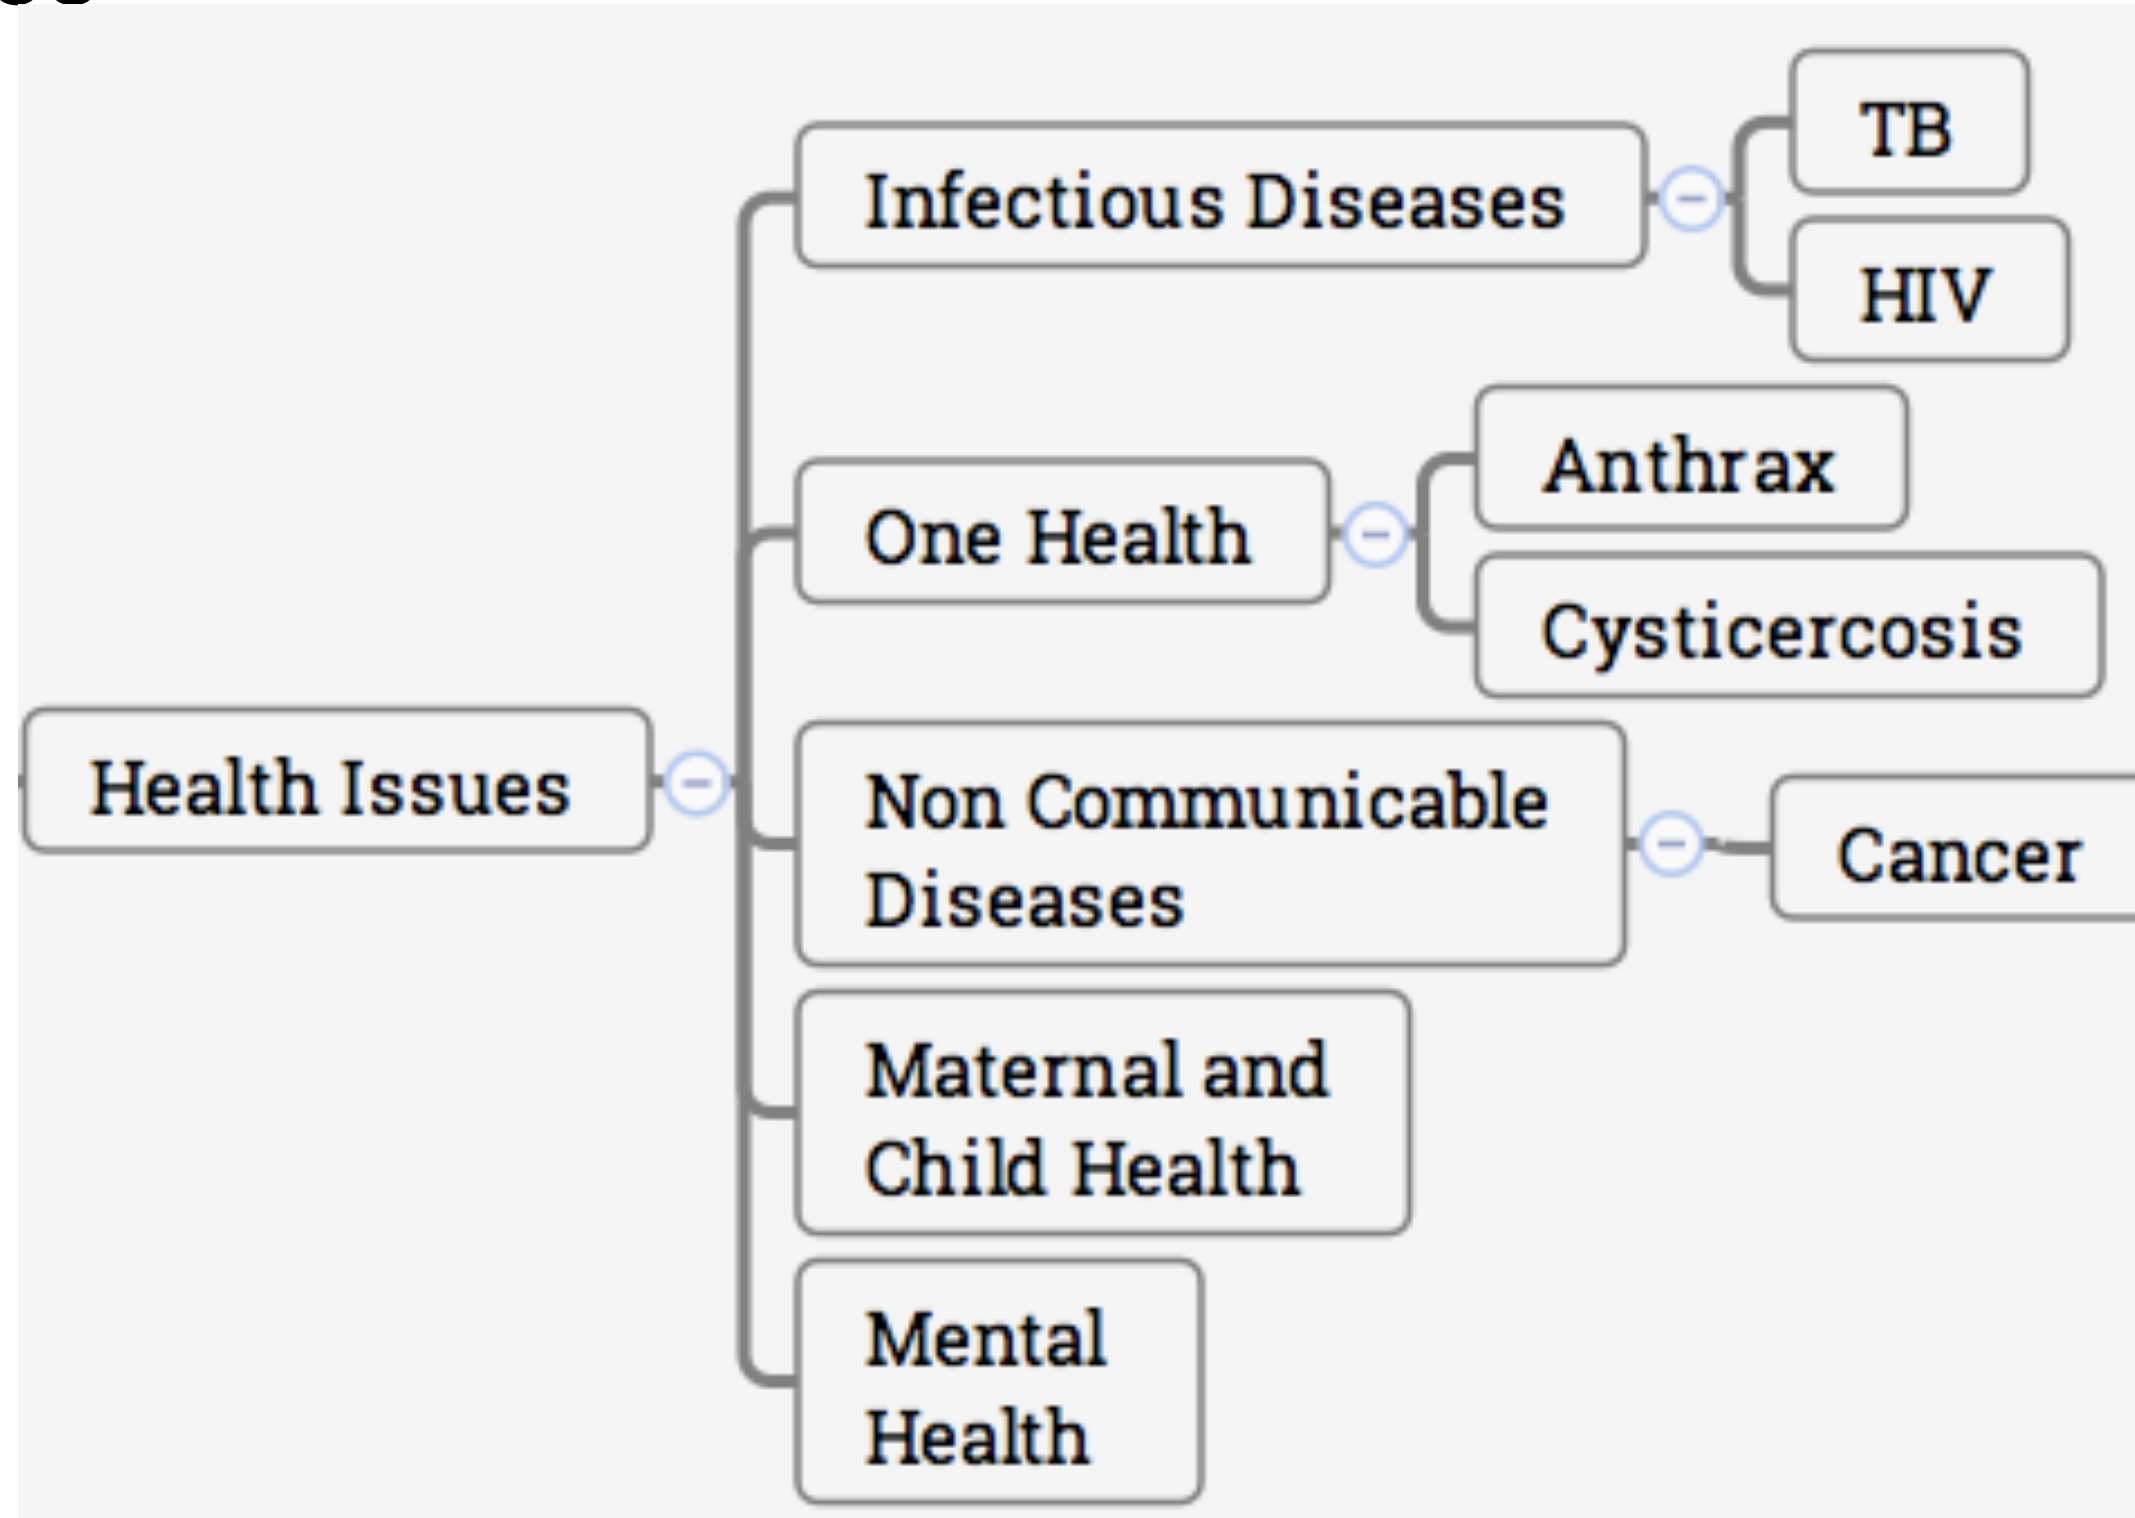 TB
Infectious Diseases
HIV
Anthrax
One Health
Cysticercosis
Health Issues
Non Communicable
Diseases
Cancer
Maternal and
Child Health
Mental
Health